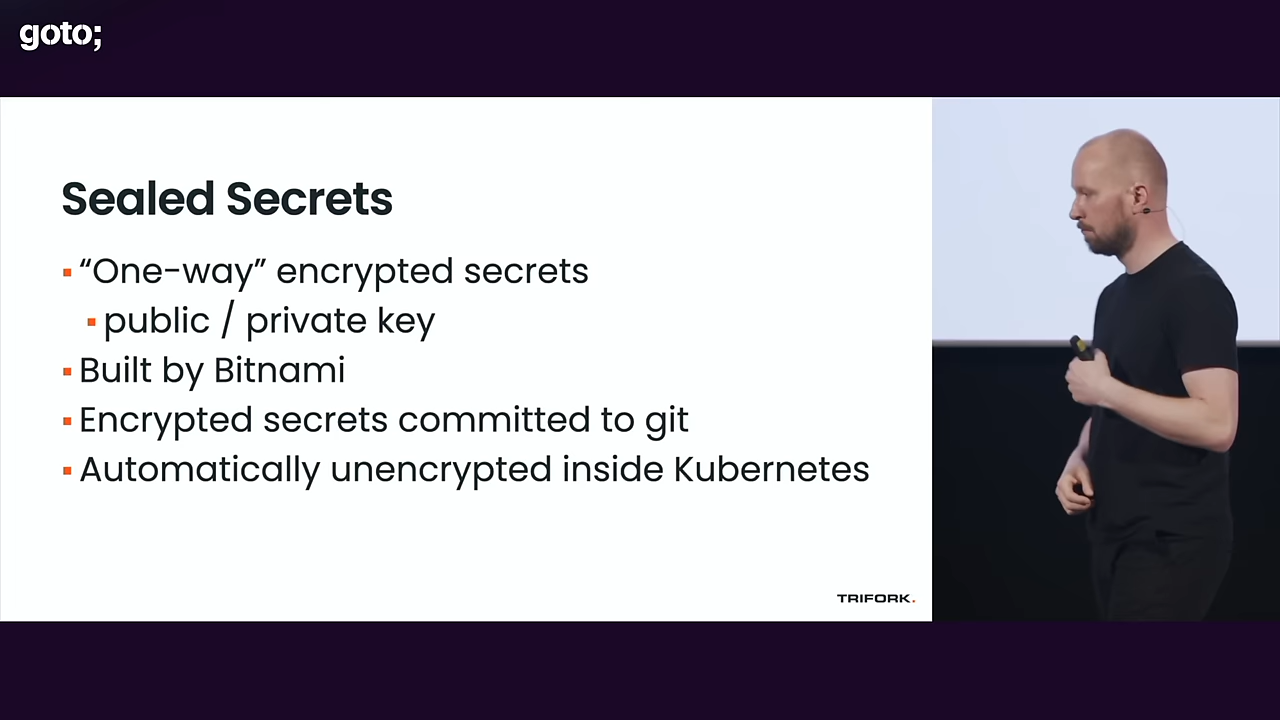 goto;
Sealed Secrets
▪ “One-way” encrypted secrets
▪ public / private key
▪ Built by Bitnami
▪ Encrypted secrets committed to git
▪ Automatically unencrypted inside Kubernetes
TRIFORK.